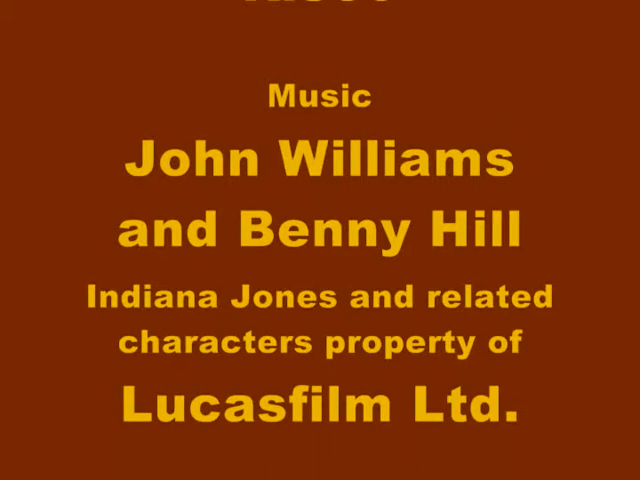 Music
John Williams
and Benny Hill
Indiana Jones and related
characters property of
Lucasfilm Ltd.